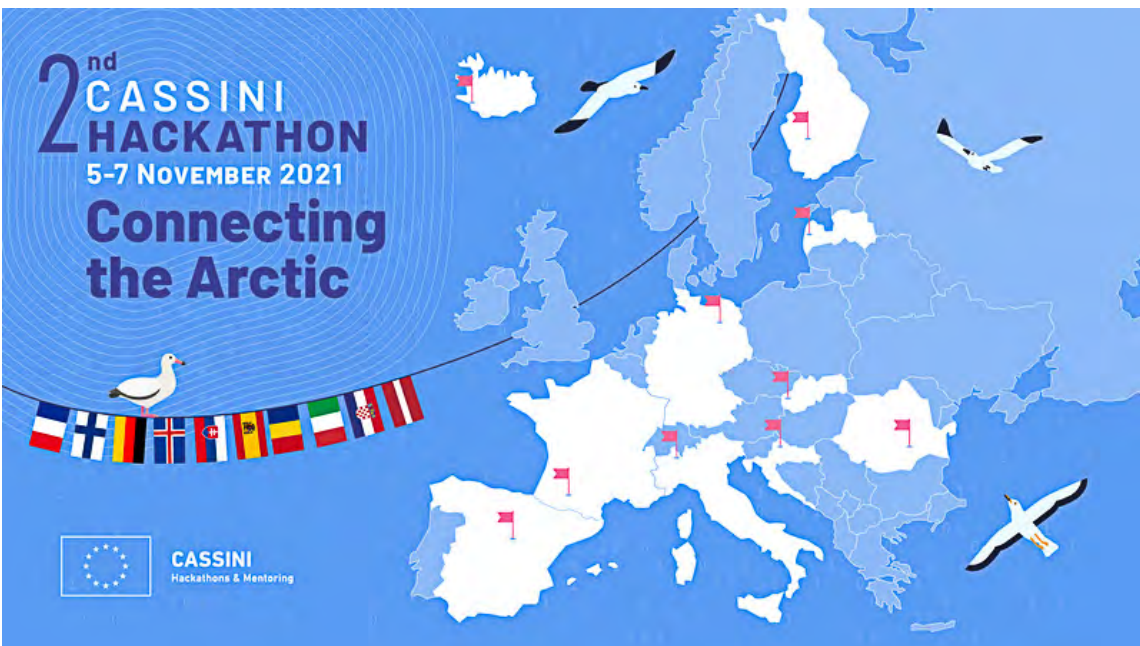 2nd
CASSINI
HACKATHON
5-7 NOVEMBER 2021
Connecting
the Arctic
CASSINI
Hackathons & Mentoring